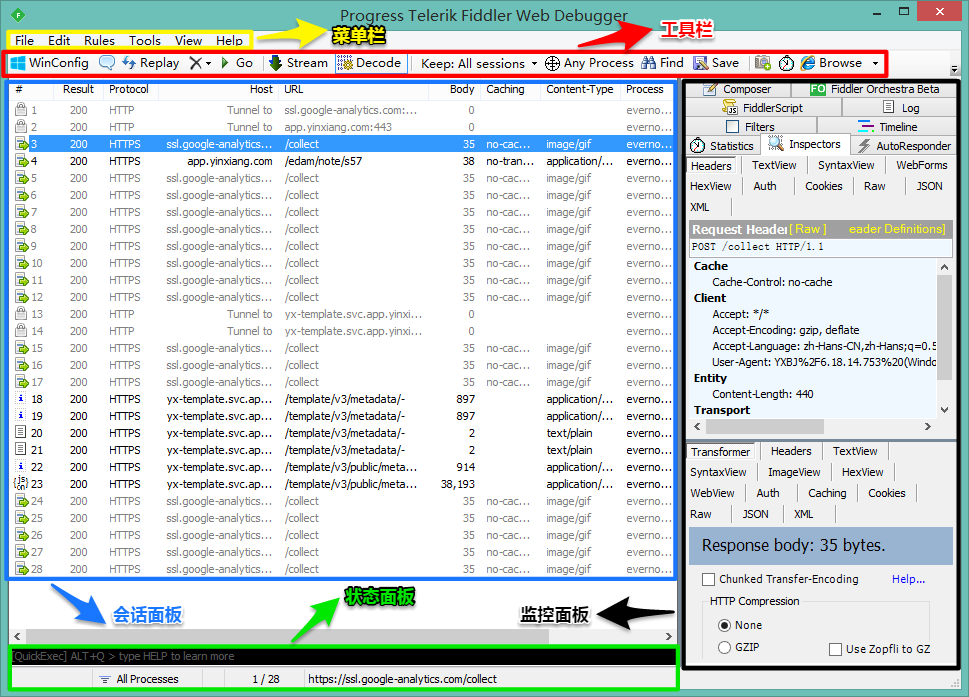 Progress Telerik Fiddler Web Debugger
File Edit Rules Tools View Help
菜单栏
工具栏
WinConfig Replay Go Stream Decode Keep: All sessions Any Process Find Save Browse
# Result Protocol Host URL Body Caching Content-Type Process
1 200 HTTP Tunnel to ssl.google-analytics.com:... 0 everno...
2 200 HTTP Tunnel to app.yinxiang.com:443 0 everno...
3 200 HTTPS ssl.google-analytics... /collect 35 no-cac... image/gif everno...
4 200 HTTPS app.yinxiang.com /edam/note/s57 38 no-tran... application/... everno...
5 200 HTTPS ssl.google-analytics... /collect 35 no-cac... image/gif everno...
6 200 HTTPS ssl.google-analytics... /collect 35 no-cac... image/gif everno...
7 200 HTTPS ssl.google-analytics... /collect 35 no-cac... image/gif everno...
8 200 HTTPS ssl.google-analytics... /collect 35 no-cac... image/gif everno...
9 200 HTTPS ssl.google-analytics... /collect 35 no-cac... image/gif everno...
10 200 HTTPS ssl.google-analytics... /collect 35 no-cac... image/gif everno...
11 200 HTTPS ssl.google-analytics... /collect 35 no-cac... image/gif everno...
12 200 HTTPS ssl.google-analytics... /collect 35 no-cac... image/gif everno...
13 200 HTTP Tunnel to yx-template.svc.app.yinxi... 0 everno...
14 200 HTTP Tunnel to yx-template.svc.app.yinxi... 0 everno...
15 200 HTTPS ssl.google-analytics... /collect 35 no-cac... image/gif everno...
16 200 HTTPS ssl.google-analytics... /collect 35 no-cac... image/gif everno...
17 200 HTTPS ssl.google-analytics... /collect 35 no-cac... image/gif everno...
18 200 HTTPS yx-template.svc.ap... /template/v3/metadata/- 897 application/... everno...
19 200 HTTPS yx-template.svc.ap... /template/v3/metadata/- 897 application/... everno...
20 200 HTTPS yx-template.svc.ap... /template/v3/metadata/- 2 text/plain everno...
21 200 HTTPS yx-template.svc.ap... /template/v3/metadata/- 2 text/plain everno...
22 200 HTTPS yx-template.svc.ap... /template/v3/public/meta... 914 application/... everno...
23 200 HTTPS yx-template.svc.ap... /template/v3/public/meta... 38,193 application/... everno...
24 200 HTTPS ssl.google-analytics... /collect 35 no-cac... image/gif everno...
25 200 HTTPS ssl.google-analytics... /collect 35 no-cac... image/gif everno...
26 200 HTTPS ssl.google-analytics... /collect 35 no-cac... image/gif everno...
27 200 HTTPS ssl.google-analytics... /collect 35 no-cac... image/gif everno...
28 200 HTTPS ssl.google-analytics... /collect 35 no-cac... image/gif everno...
会话面板
状态面板
监控面板
[QuickExec] ALT+Q > type HELP to learn more
All Processes 1 / 28 https://ssl.google-analytics.com/collect
Composer FO Fiddler Orchestra Beta
FiddlerScript Log
Filters Timeline
Statistics Inspectors AutoResponder
Headers TextView SyntaxView WebForms
HexView Auth Cookies Raw JSON
XML
Request Header [Raw] eader Definitions]
POST /collect HTTP/1.1
Cache
Cache-Control: no-cache
Client
Accept: */*
Accept-Encoding: gzip, deflate
Accept-Language: zh-Hans-CN,zh-Hans;q=0.5
User-Agent: YXBJ%2F6.18.14.753%20(Windo
Entity
Content-Length: 440
Transport
Transformer Headers TextView
SyntaxView ImageView HexView
WebView Auth Caching Cookies
Raw JSON XML
Response body: 35 bytes.
Chunked Transfer-Encoding Help...
HTTP Compression
None
GZIP Use Zopfli to GZ